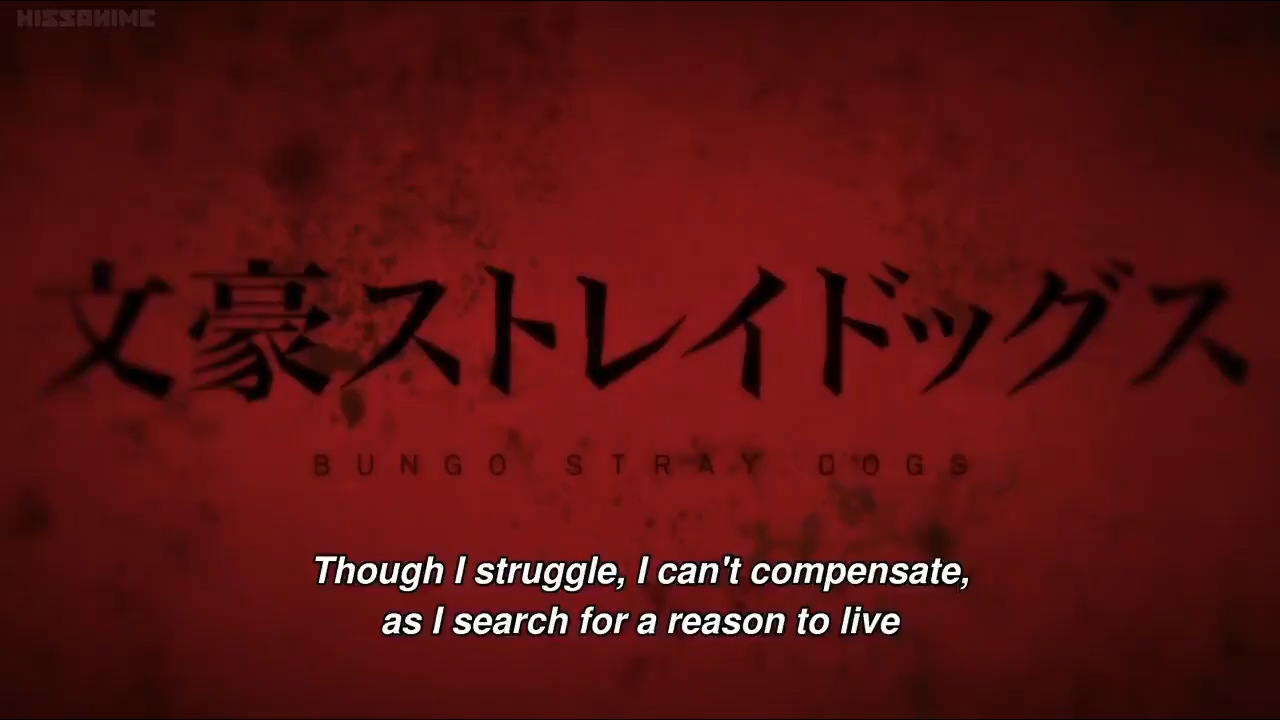 KISSANIME
文豪ストレイドッグス
BUNGO STRAY DOGS
Though I struggle, I can't compensate,
as I search for a reason to live